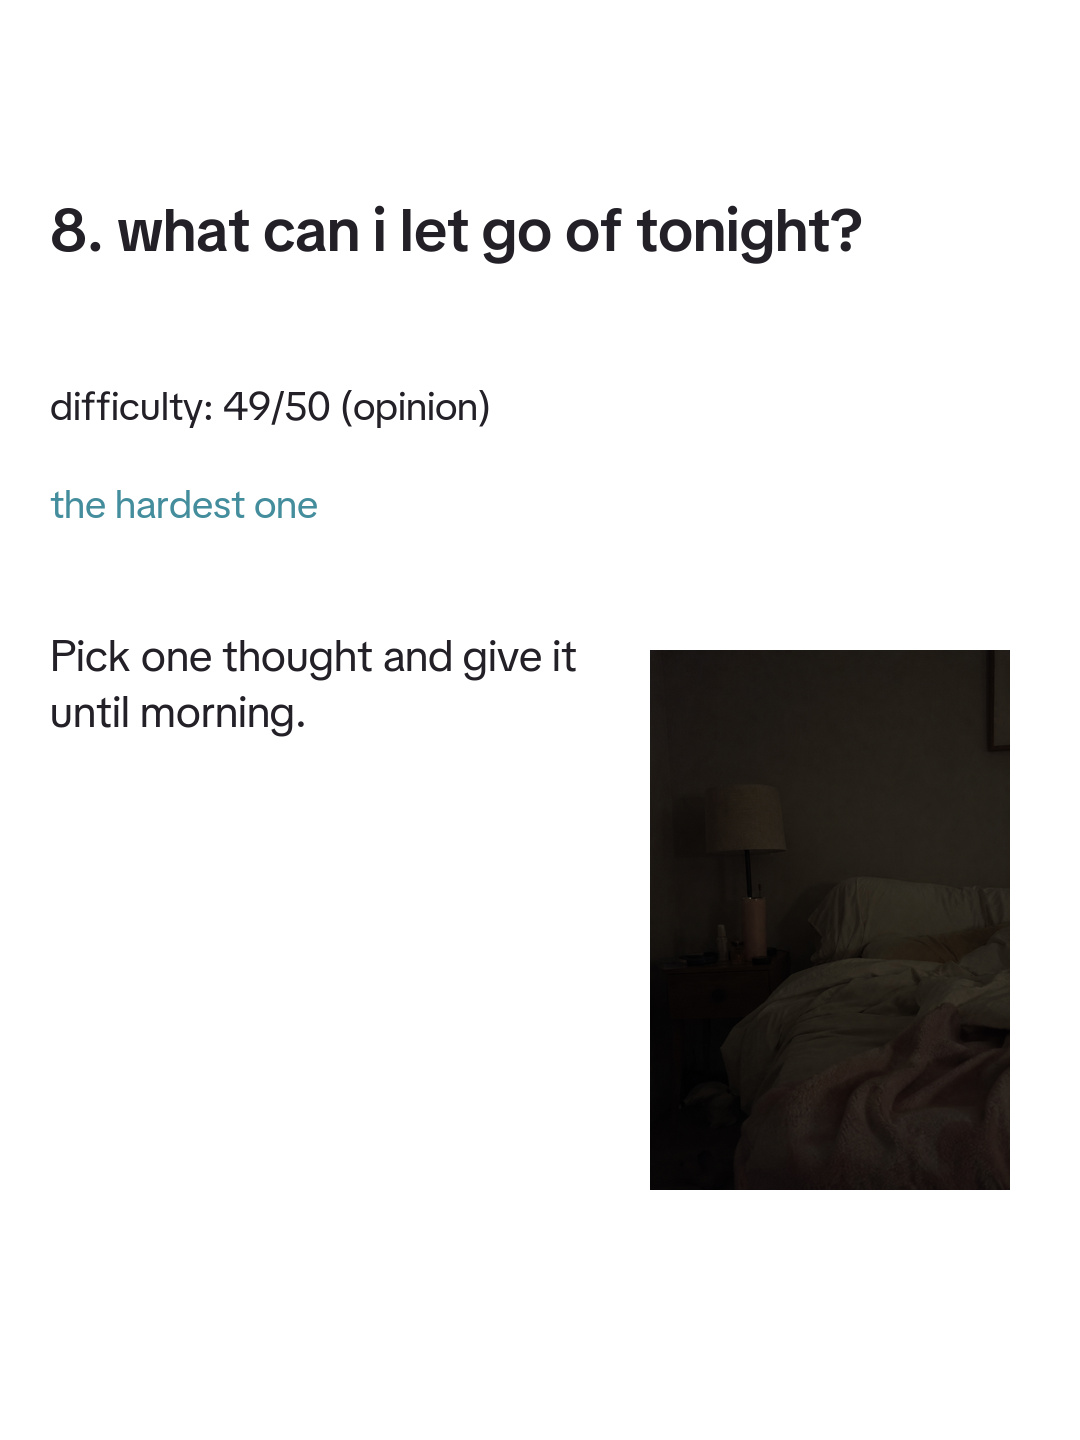 8. what can i let go of tonight?
difficulty: 49/50 (opinion)
the hardest one
Pick one thought and give it
until morning.